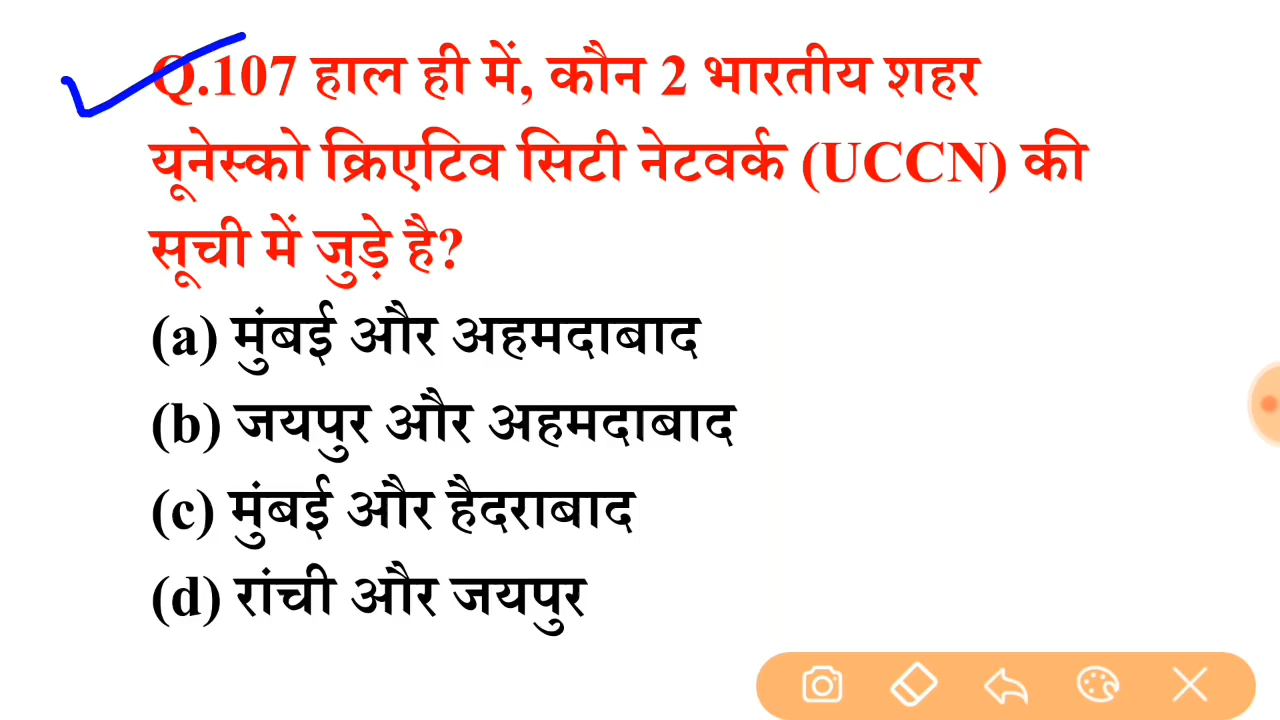 Q.107 हाल ही में, कौन 2 भारतीय शहर
यूनेस्को क्रिएटिव सिटी नेटवर्क (UCCN) की
सूची में जुड़े है?
(a) मुंबई और अहमदाबाद
(b) जयपुर और अहमदाबाद
(c) मुंबई और हैदराबाद
(d) रांची और जयपुर